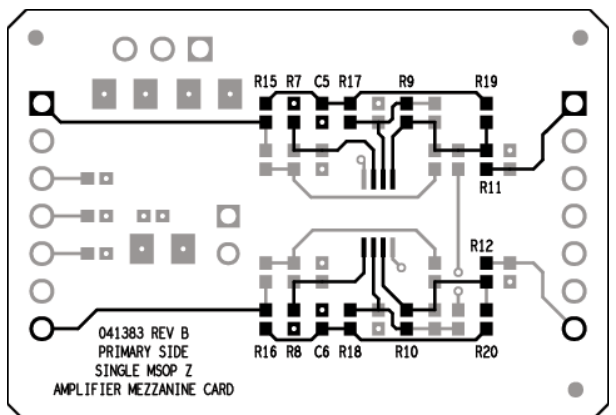 R15 R7 C5 R17 R9 R19
R11
R12
R16 R8 C6 R18 R10 R20
041383 REV B
PRIMARY SIDE
SINGLE MSOP Z
AMPLIFIER MEZZANINE CARD